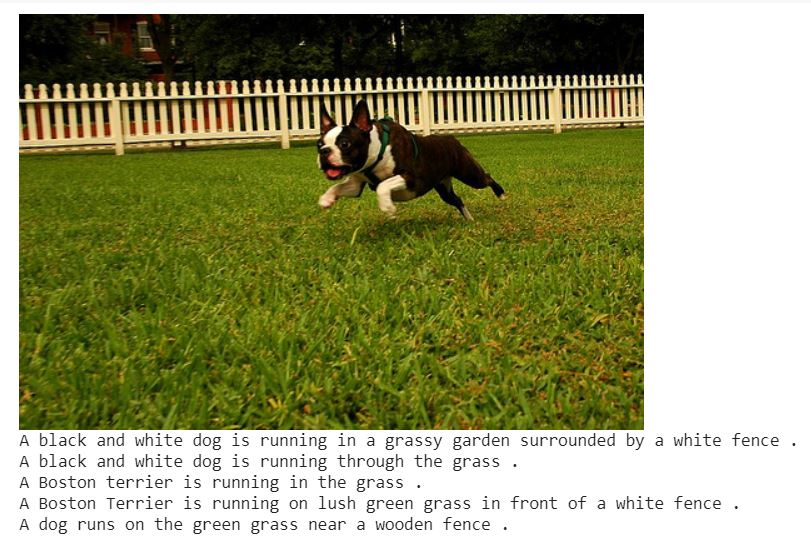 A black and white dog is running in a grassy garden surrounded by a white fence .
A black and white dog is running through the grass .
A Boston terrier is running in the grass .
A Boston Terrier is running on lush green grass in front of a white fence .
A dog runs on the green grass near a wooden fence .